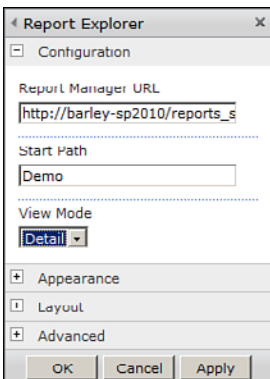 Report Explorer
Configuration
Report Manager URL
http://barley-sp2010/reports_s
Start Path
Demo
View Mode
Detail
Appearance
Layout
Advanced
OK Cancel Apply